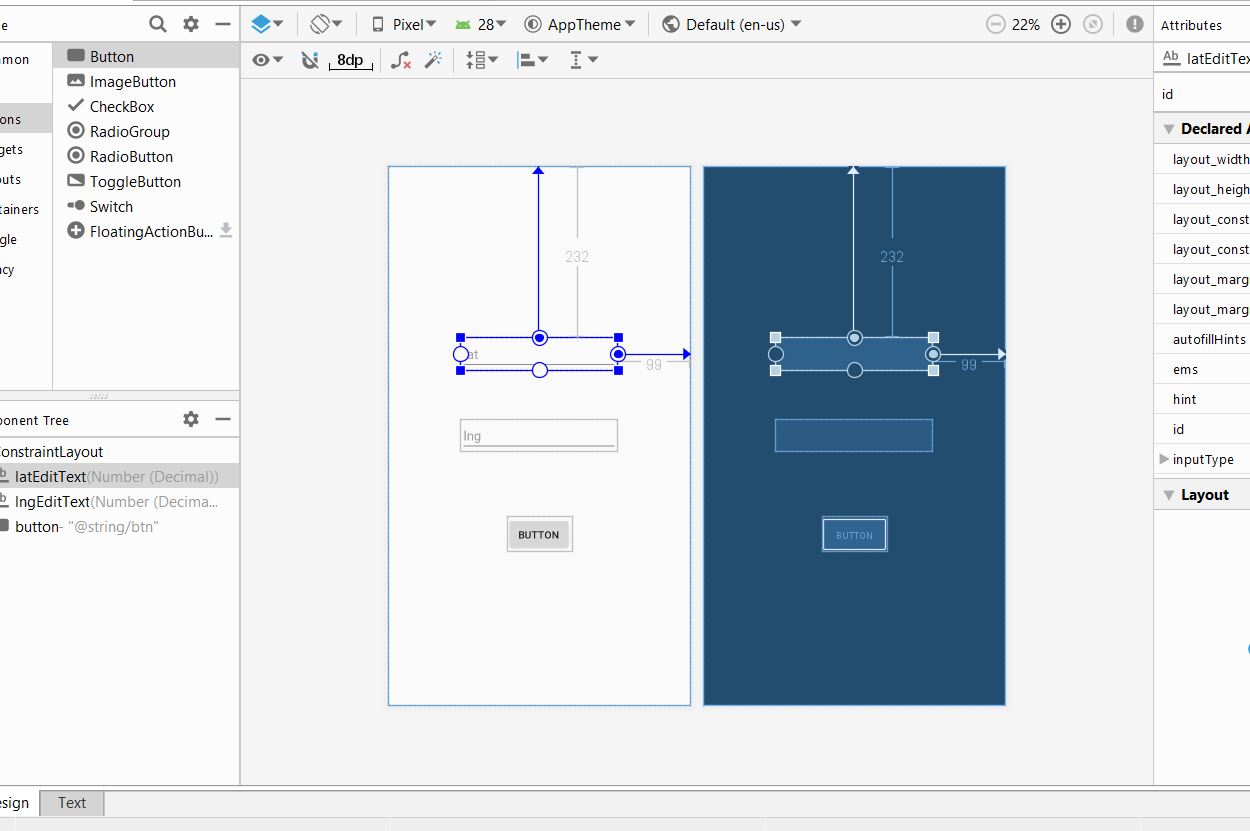 e
Pixel
28
AppTheme
Default (en-us)
22%
Attributes
8dp
mon
ons
gets
outs
tainers
gle
cy
Button
ImageButton
CheckBox
RadioGroup
RadioButton
ToggleButton
Switch
FloatingActionBu...
Ab
latEditTex
id
Declared A
layout_width
layout_heigh
layout_const
layout_const
layout_marg
layout_marg
autofillHints
ems
hint
id
inputType
Layout
232
99
at
lng
BUTTON
232
99
BUTTON
ponent Tree
ConstraintLayout
b latEditText(Number (Decimal))
b lngEditText(Number (Decima...
button- "@string/btn"
esign
Text